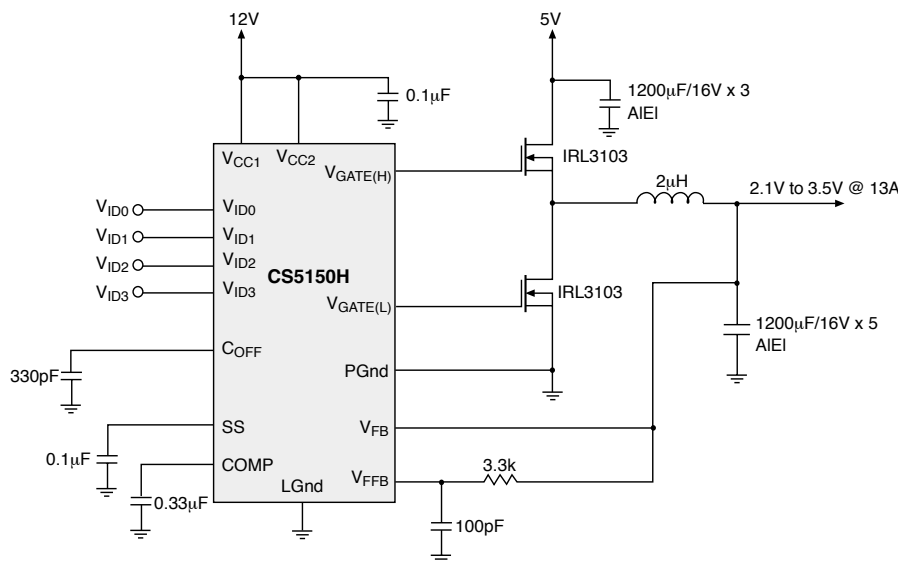 12V
5V
0.1μF
1200μF/16V x 3
AlEl
VCC1
VCC2
VGATE(H)
IRL3103
2μH
2.1V to 3.5V @ 13A
VID0
VID0
VID1
VID1
VID2
VID2
VID3
VID3
CS5150H
VGATE(L)
IRL3103
1200μF/16V x 5
AlEl
COFF
330pF
PGnd
SS
VFB
0.1μF
COMP
3.3k
VFFB
0.33μF
LGnd
100pF